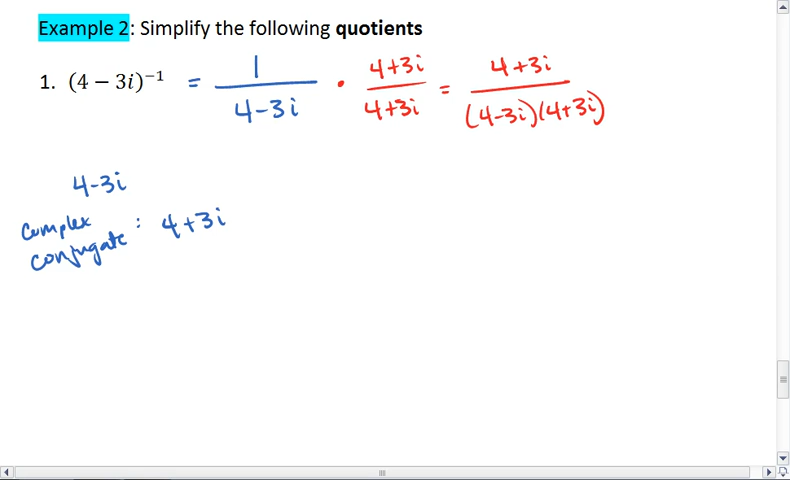 Example 2: Simplify the following quotients
1. (4 − 3i)⁻¹ = 1/(4-3i) • (4+3i)/(4+3i) = (4+3i)/((4-3i)(4+3i))
4-3i
complex conjugate : 4+3i